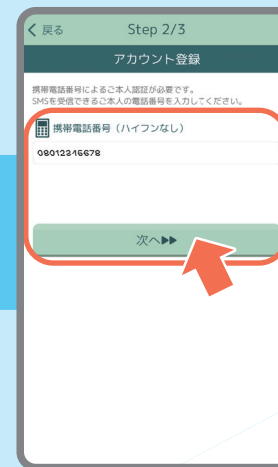 戻る Step 2/3
アカウント登録
携帯電話番号によるご本人認証が必要です。
SMSを受信できるご本人の電話番号を入力してください。
携帯電話番号（ハイフンなし）
08012345678
次へ▶▶